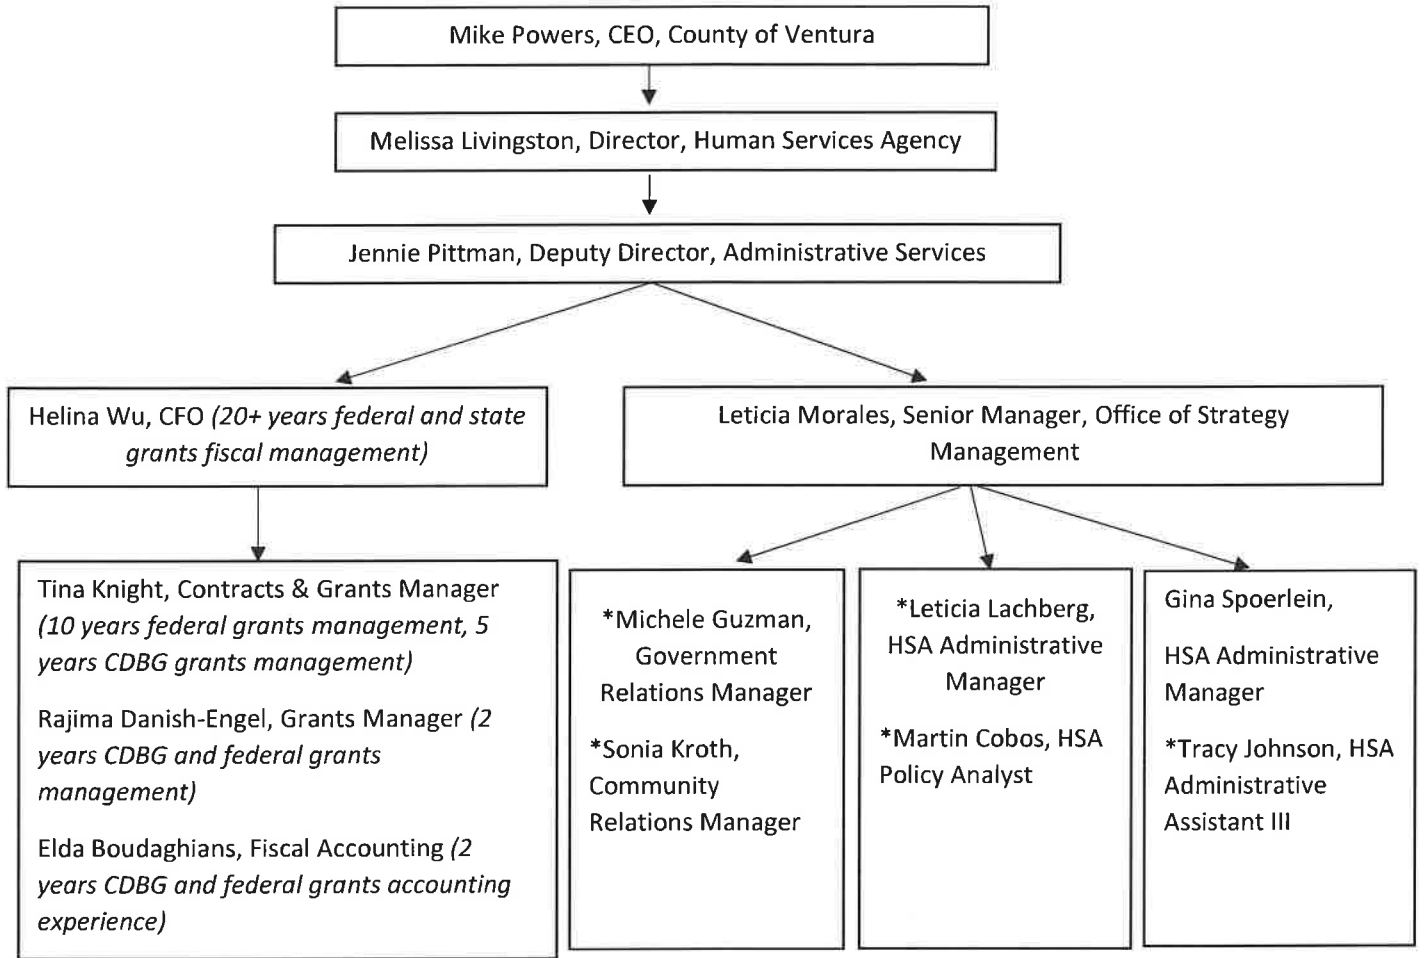 Mike Powers, CEO, County of Ventura
Melissa Livingston, Director, Human Services Agency
Jennie Pittman, Deputy Director, Administrative Services
Helina Wu, CFO (20+ years federal and state
grants fiscal management)
Leticia Morales, Senior Manager, Office of Strategy
Management
Tina Knight, Contracts & Grants Manager
(10 years federal grants management, 5
years CDBG grants management)
Rajima Danish-Engel, Grants Manager (2
years CDBG and federal grants
management)
Elda Boudaghians, Fiscal Accounting (2
years CDBG and federal grants accounting
experience)
*Michele Guzman,
Government
Relations Manager
*Sonia Kroth,
Community
Relations Manager
*Leticia Lachberg,
HSA Administrative
Manager
*Martin Cobos, HSA
Policy Analyst
Gina Spoerlein,
HSA Administrative
Manager
*Tracy Johnson, HSA
Administrative
Assistant III